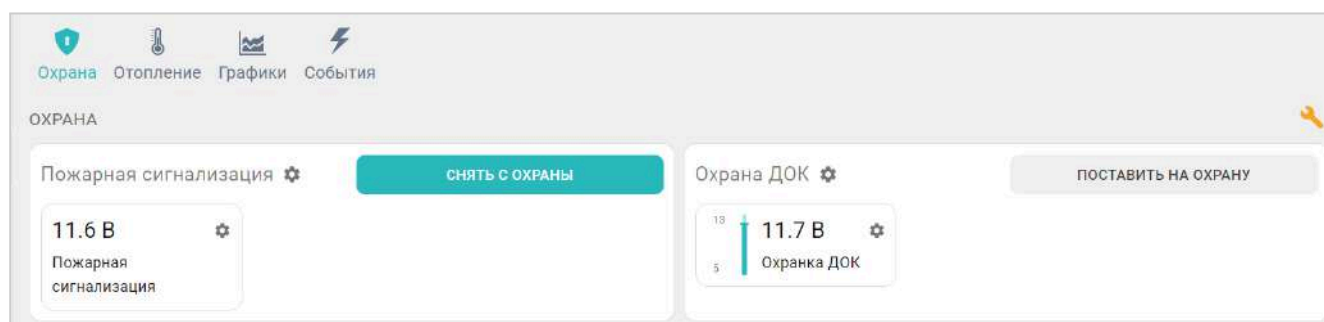 Охрана Отопление Графики События
ОХРАНА
Пожарная сигнализация СНЯТЬ С ОХРАНЫ
11.6 В
Пожарная
сигнализация
Охрана ДОК ПОСТАВИТЬ НА ОХРАНУ
13
11.7 В
5
Охранка ДОК